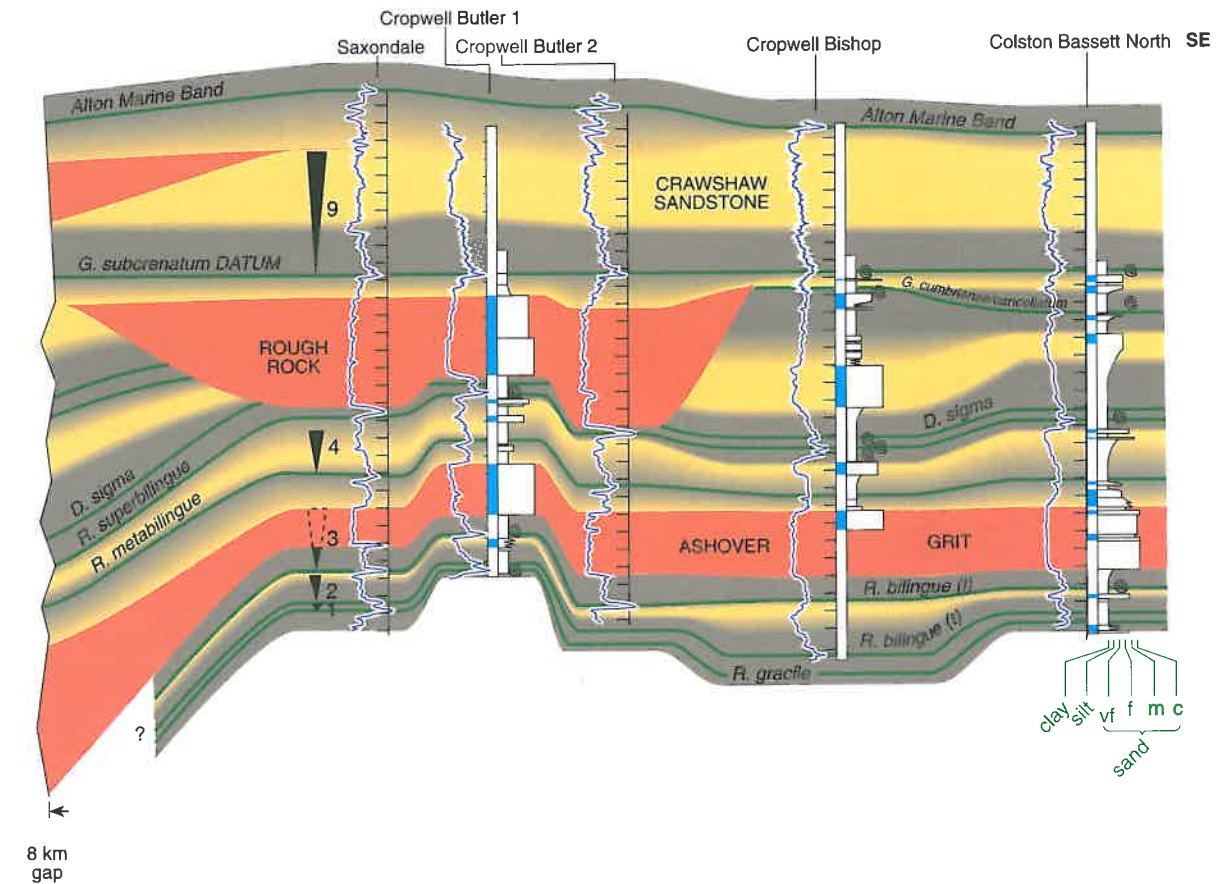 Cropwell Butler 1
Saxondale
Cropwell Butler 2
Cropwell Bishop
Colston Bassett North SE
Alton Marine Band
Alton Marine Band
CRAWSHAW
SANDSTONE
9
G. subcrenatum DATUM
G. cumbriense/cancellatum
ROUGH
ROCK
D. sigma
4
D. sigma
R. superbilingue
R. metabilingue
3
ASHOVER
GRIT
2
1
R. bilingue (l)
R. bilingue (t)
R. gracile
?
clay
silt
vf
f
m
c
sand
8 km
gap